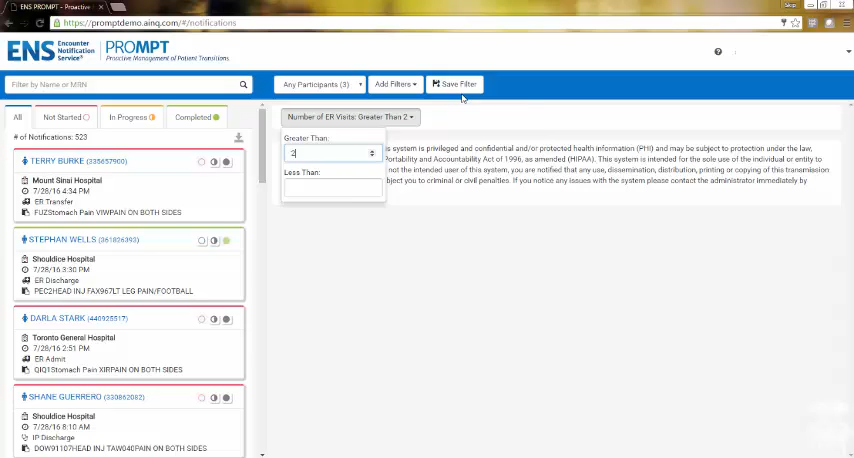 ENS PROMPT - Proactive
Skip
https://promptdemo.ainq.com/#/notifications
ENS Encounter Notification Service®
PROMPT
Proactive Management of Patient Transitions
Filter by Name or MRN
Any Participants (3)
Add Filters
Save Filter
All
Not Started
In Progress
Completed
Number of ER Visits: Greater Than 2
# of Notifications: 523
Greater Than:
2
Less Than:
s system is privileged and confidential and/or protected health information (PHI) and may be subject to protection under the law,
Portability and Accountability Act of 1996, as amended (HIPAA). This system is intended for the sole use of the individual or entity to
not the intended user of this system, you are notified that any use, dissemination, distribution, printing or copying of this transmission
bject you to criminal or civil penalties. If you notice any issues with the system please contact the administrator immediately by
TERRY BURKE (335657900)
Mount Sinai Hospital
7/28/16 4:34 PM
ER Transfer
FUZStomach Pain VIWPAIN ON BOTH SIDES
STEPHAN WELLS (361826393)
Shouldice Hospital
7/28/16 3:30 PM
ER Discharge
PEC2HEAD INJ FAX967LT LEG PAIN/FOOTBALL
DARLA STARK (440925517)
Toronto General Hospital
7/28/16 2:51 PM
ER Admit
QIQ1Stomach Pain XIRPAIN ON BOTH SIDES
SHANE GUERRERO (330862082)
Shouldice Hospital
7/28/16 8:10 AM
IP Discharge
DOW91107HEAD INJ TAW040PAIN ON BOTH SIDES